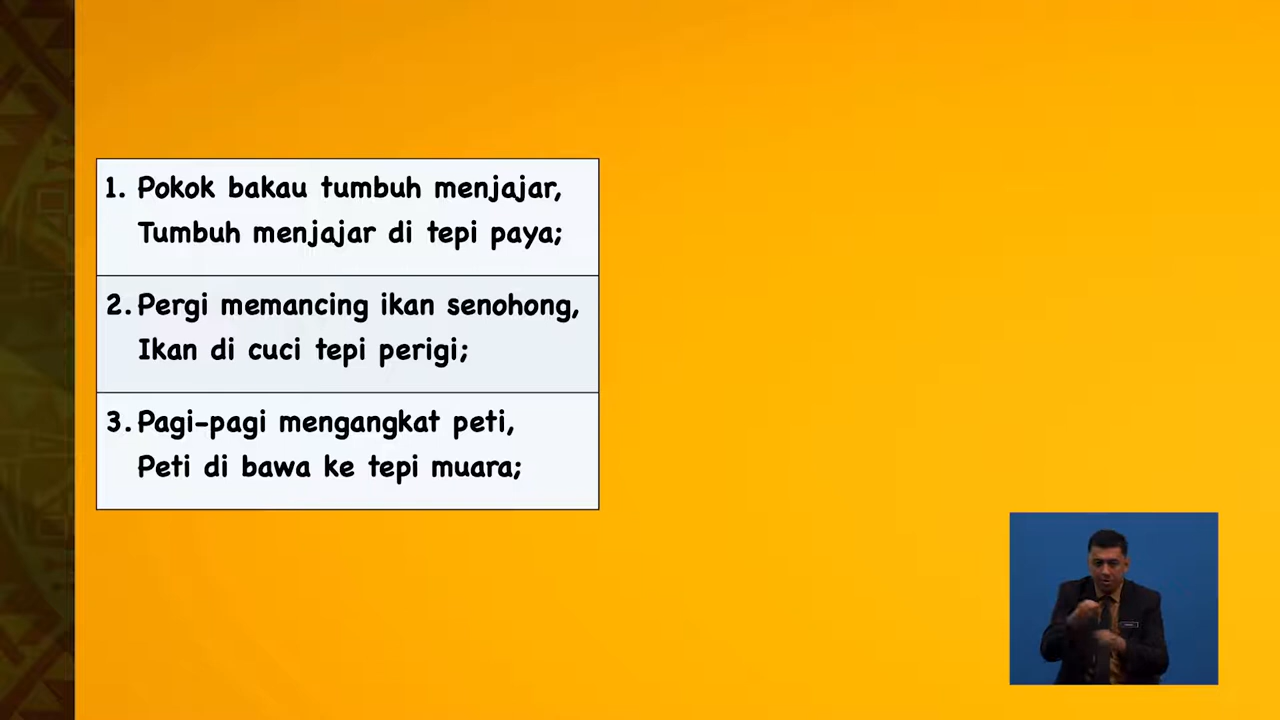 1. Pokok bakau tumbuh menjajar,
Tumbuh menjajar di tepi paya;
2. Pergi memancing ikan senohong,
Ikan di cuci tepi perigi;
3. Pagi-pagi mengangkat peti,
Peti di bawa ke tepi muara;